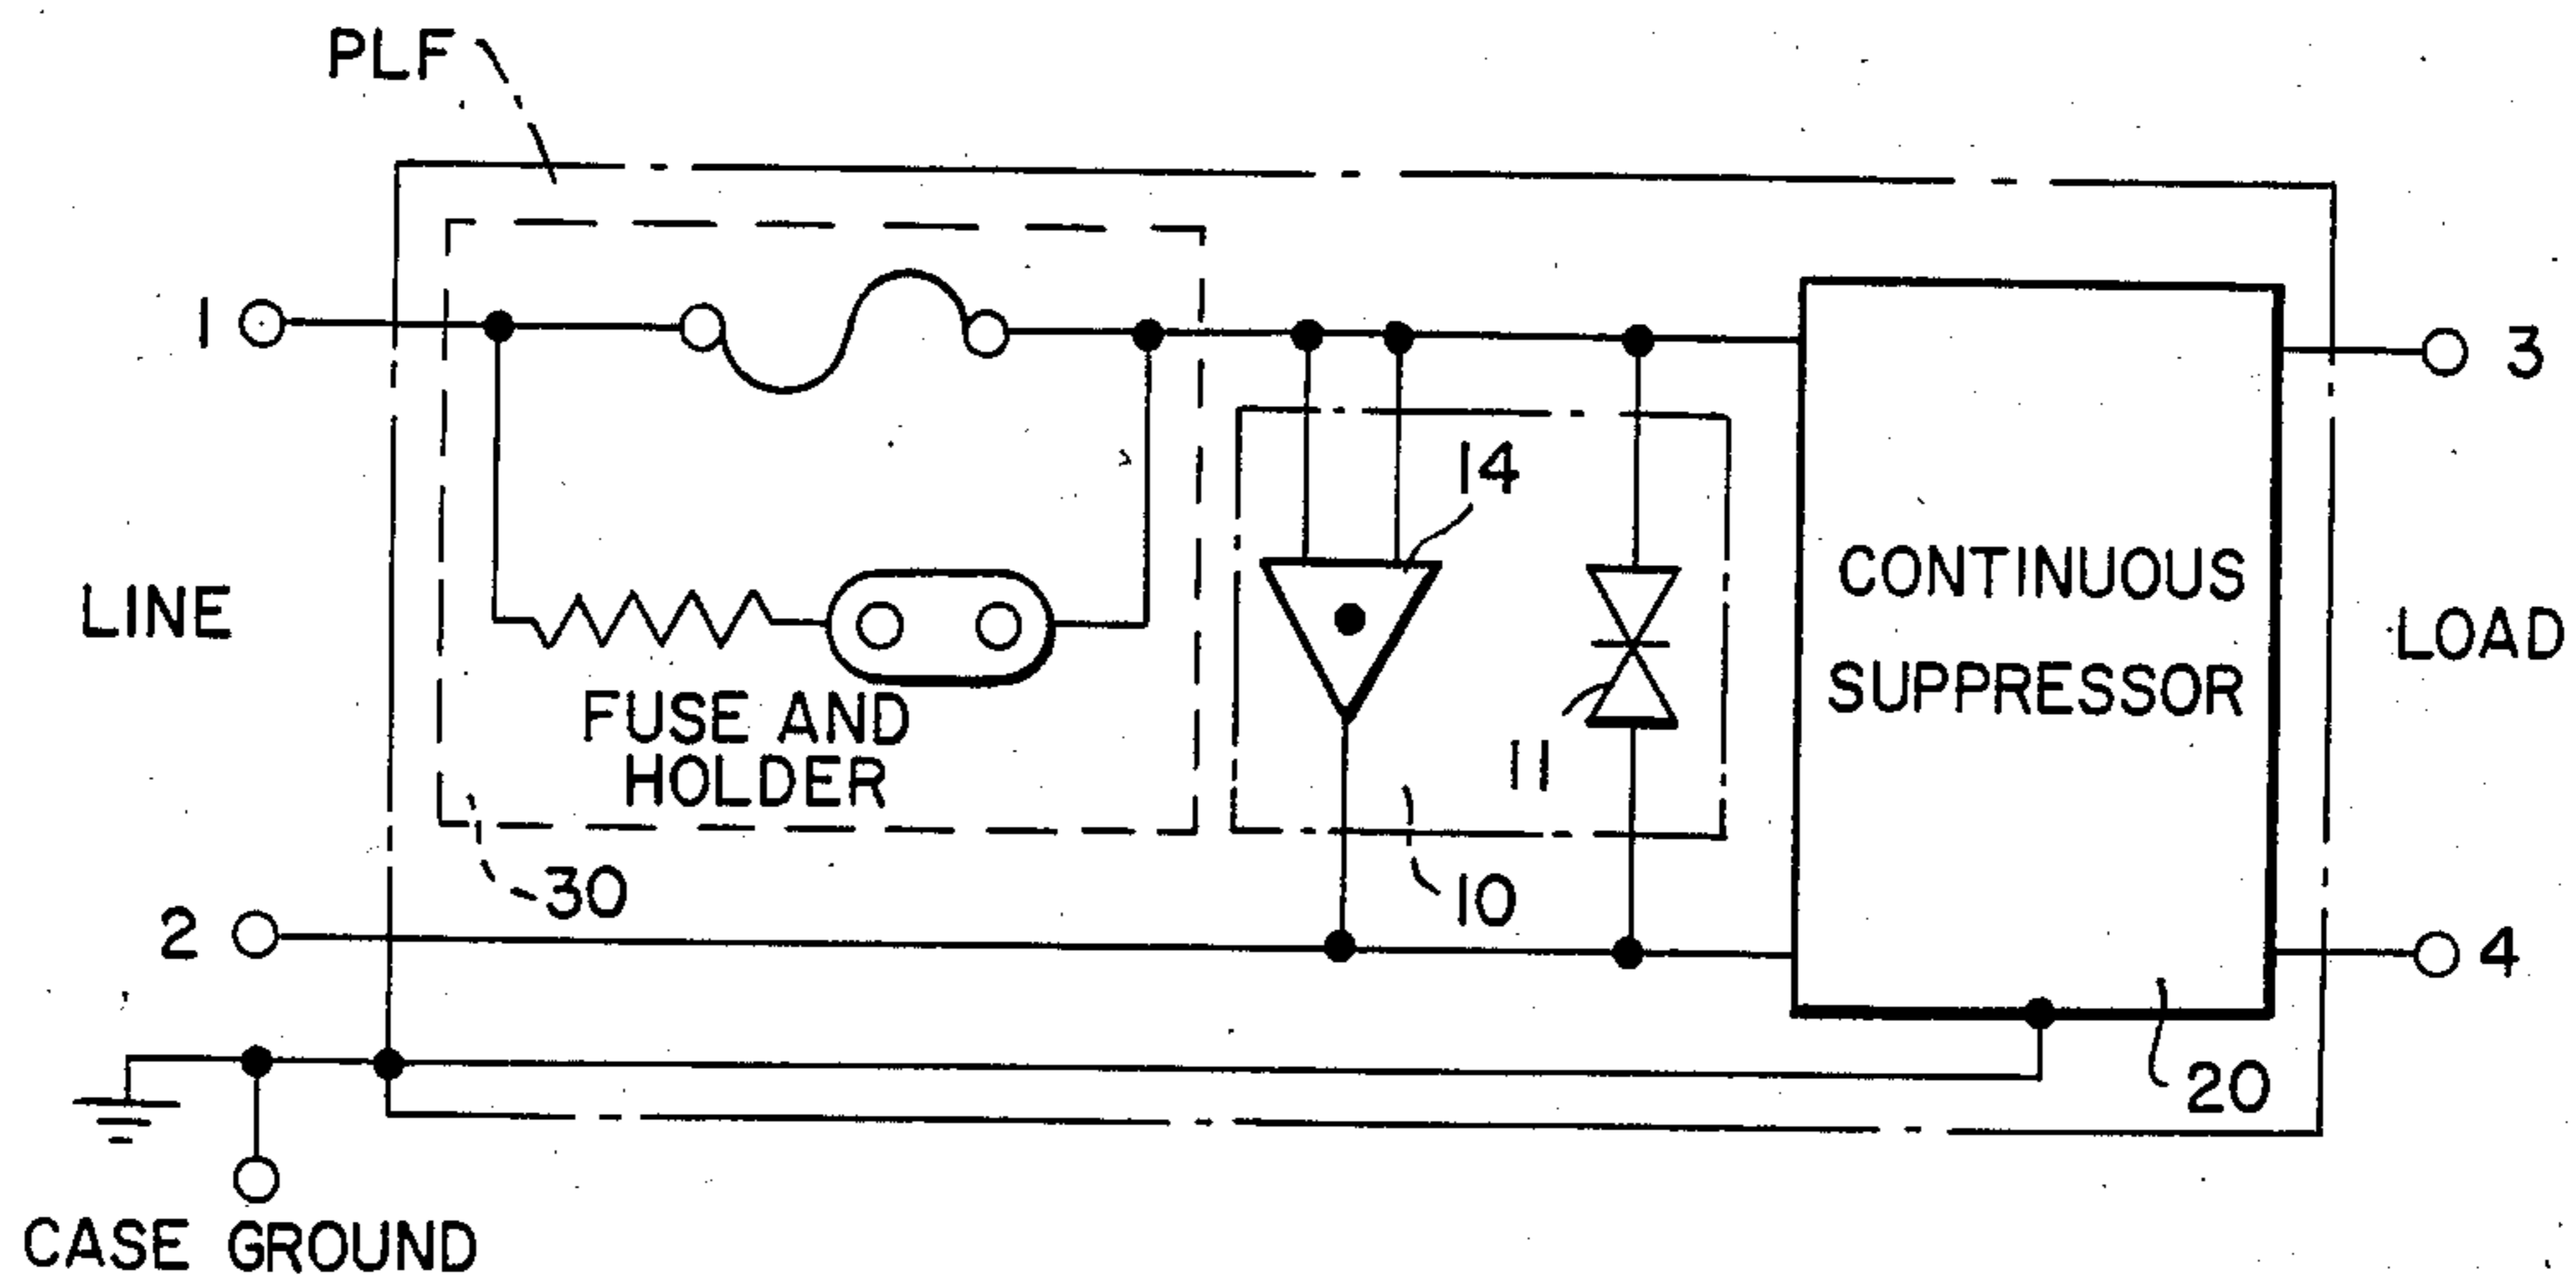 PLF
1
3
14
LINE
CONTINUOUS
SUPPRESSOR
LOAD
FUSE AND
HOLDER
11
30
10
2
4
20
CASE GROUND